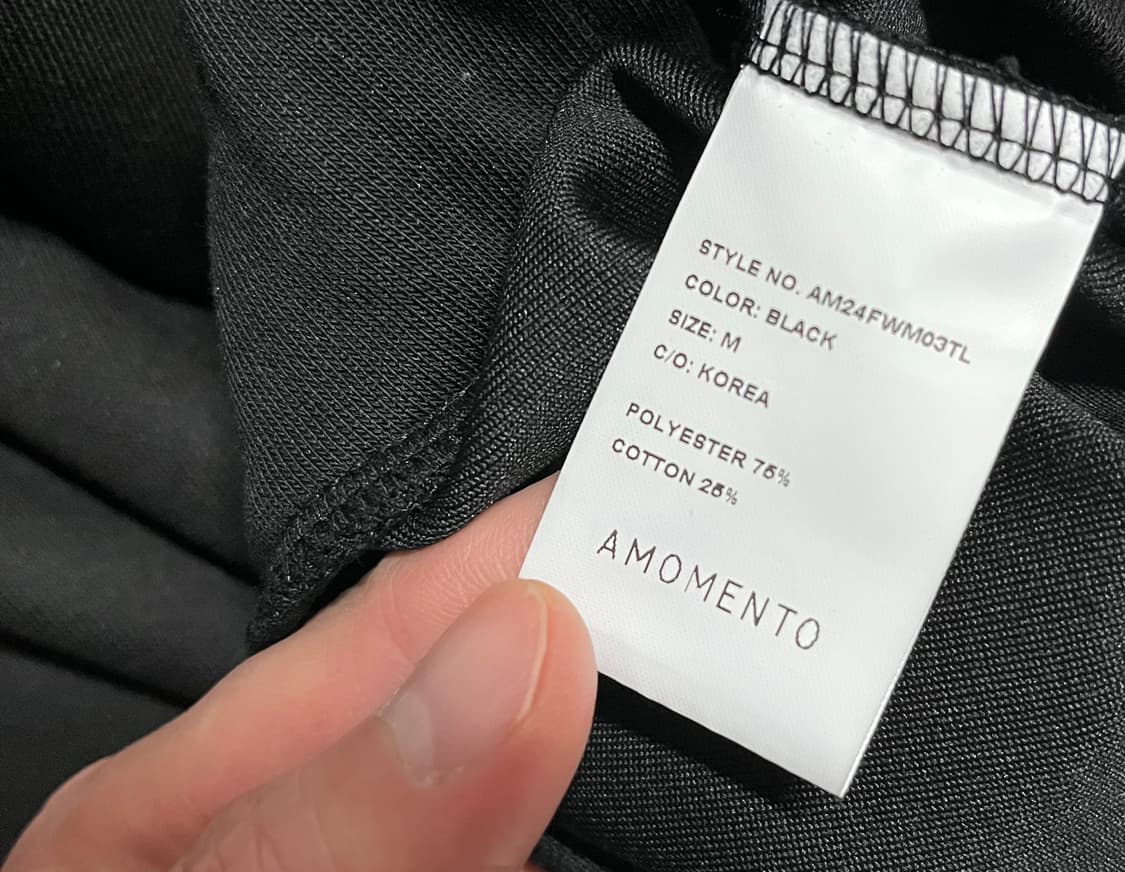 STYLE NO. AM24FWM03TL
COLOR: BLACK
SIZE: M
C/O: KOREA
POLYESTER 75%
COTTON 25%
AMOMENTO